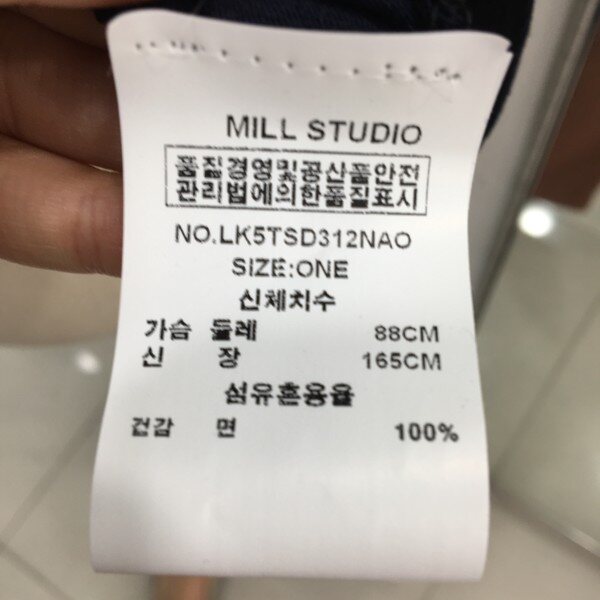 MILL STUDIO
품질경영및공산품안전
관리법에의한품질표시
NO.LK5TSD312NAO
SIZE:ONE
신체치수
가슴 둘레 88CM
신 장 165CM
섬유혼용율
겉감 면 100%